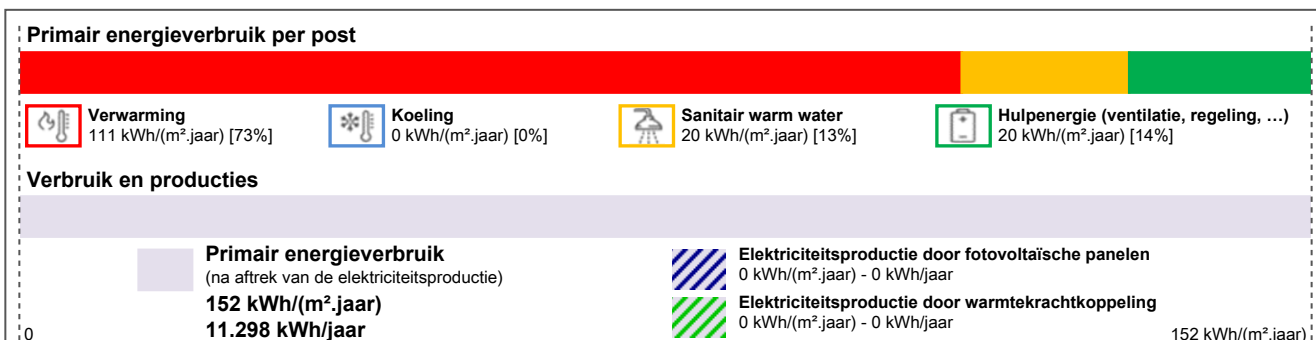 Primair energieverbruik per post
Verwarming
111 kWh/(m².jaar) [73%]
Koeling
0 kWh/(m².jaar) [0%]
Sanitair warm water
20 kWh/(m².jaar) [13%]
Hulpenergie (ventilatie, regeling, …)
20 kWh/(m².jaar) [14%]
Verbruik en producties
Primair energieverbruik
(na aftrek van de elektriciteitsproductie)
152 kWh/(m².jaar)
11.298 kWh/jaar
Elektriciteitsproductie door fotovoltaïsche panelen
0 kWh/(m².jaar) - 0 kWh/jaar
Elektriciteitsproductie door warmtekrachtkoppeling
0 kWh/(m².jaar) - 0 kWh/jaar
0
152 kWh/(m².jaar)